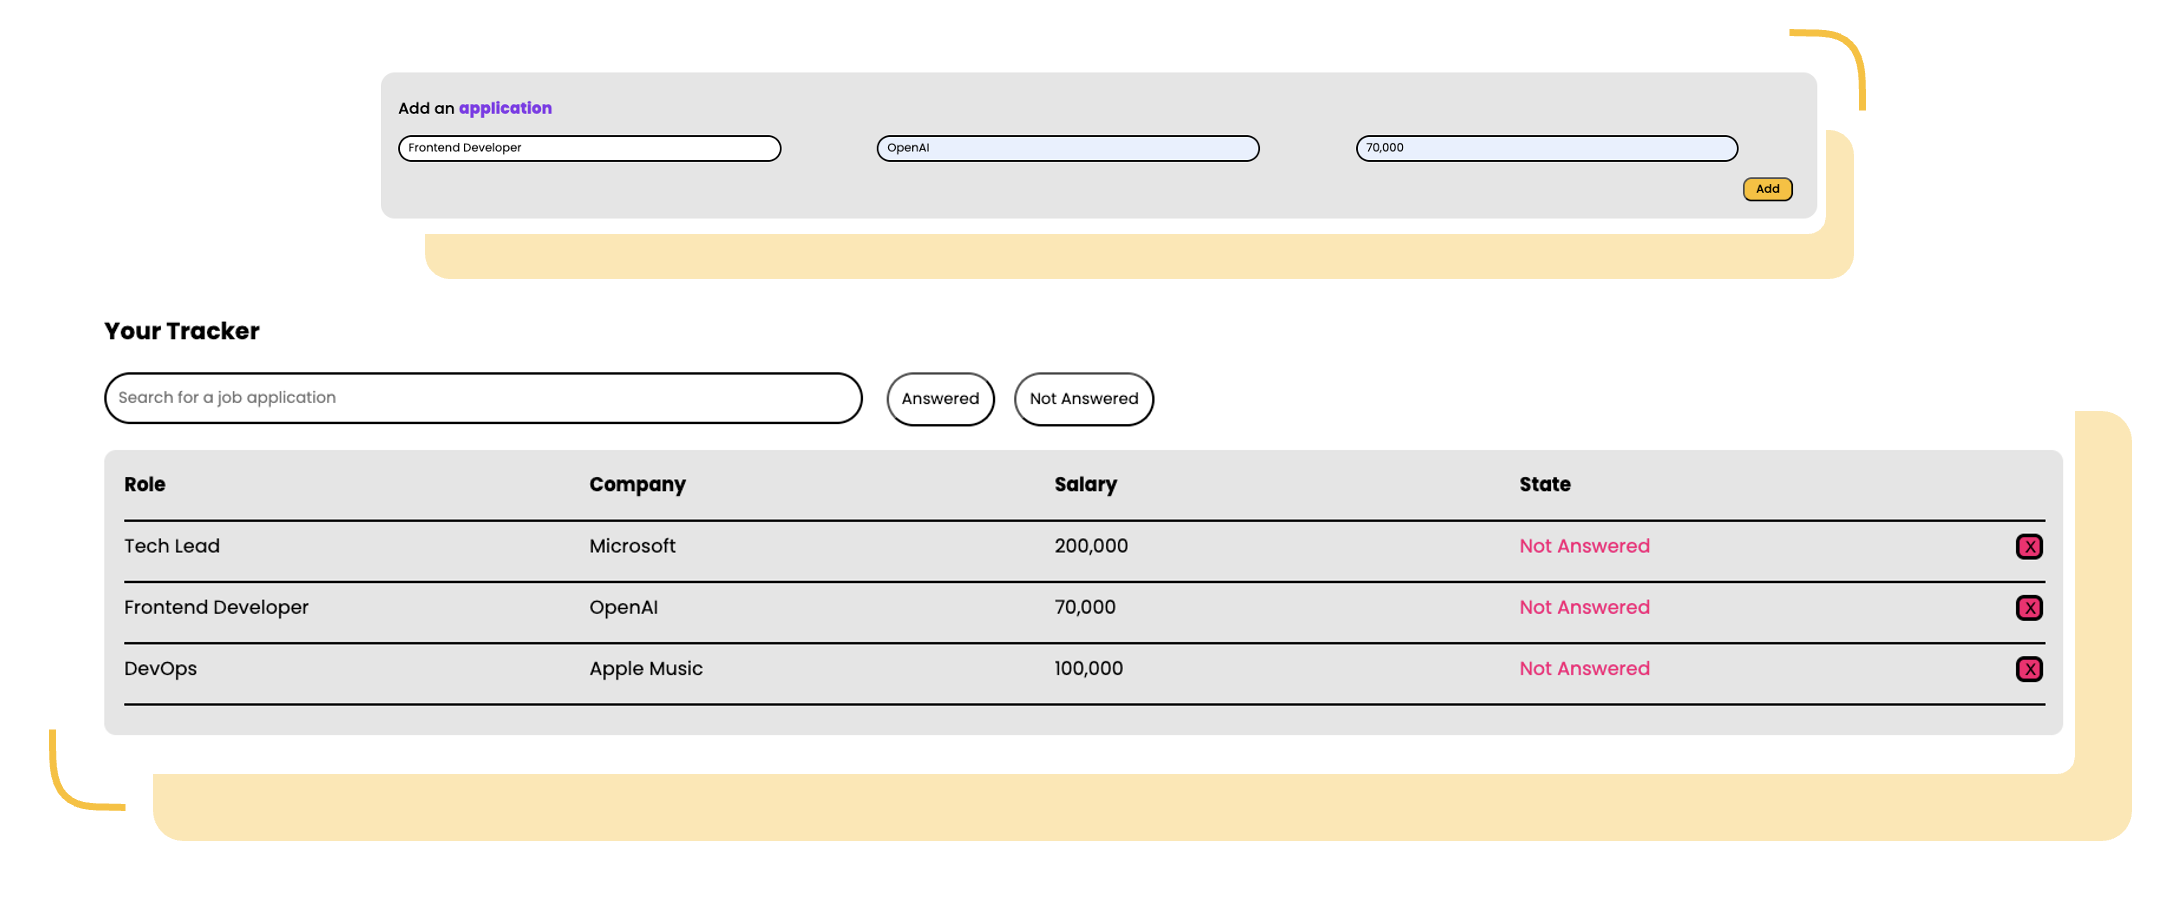 Add an application
Frontend Developer OpenAI 70,000
Add
Your Tracker
Search for a job application Answered Not Answered
Role Company Salary State
Tech Lead Microsoft 200,000 Not Answered X
Frontend Developer OpenAI 70,000 Not Answered X
DevOps Apple Music 100,000 Not Answered X